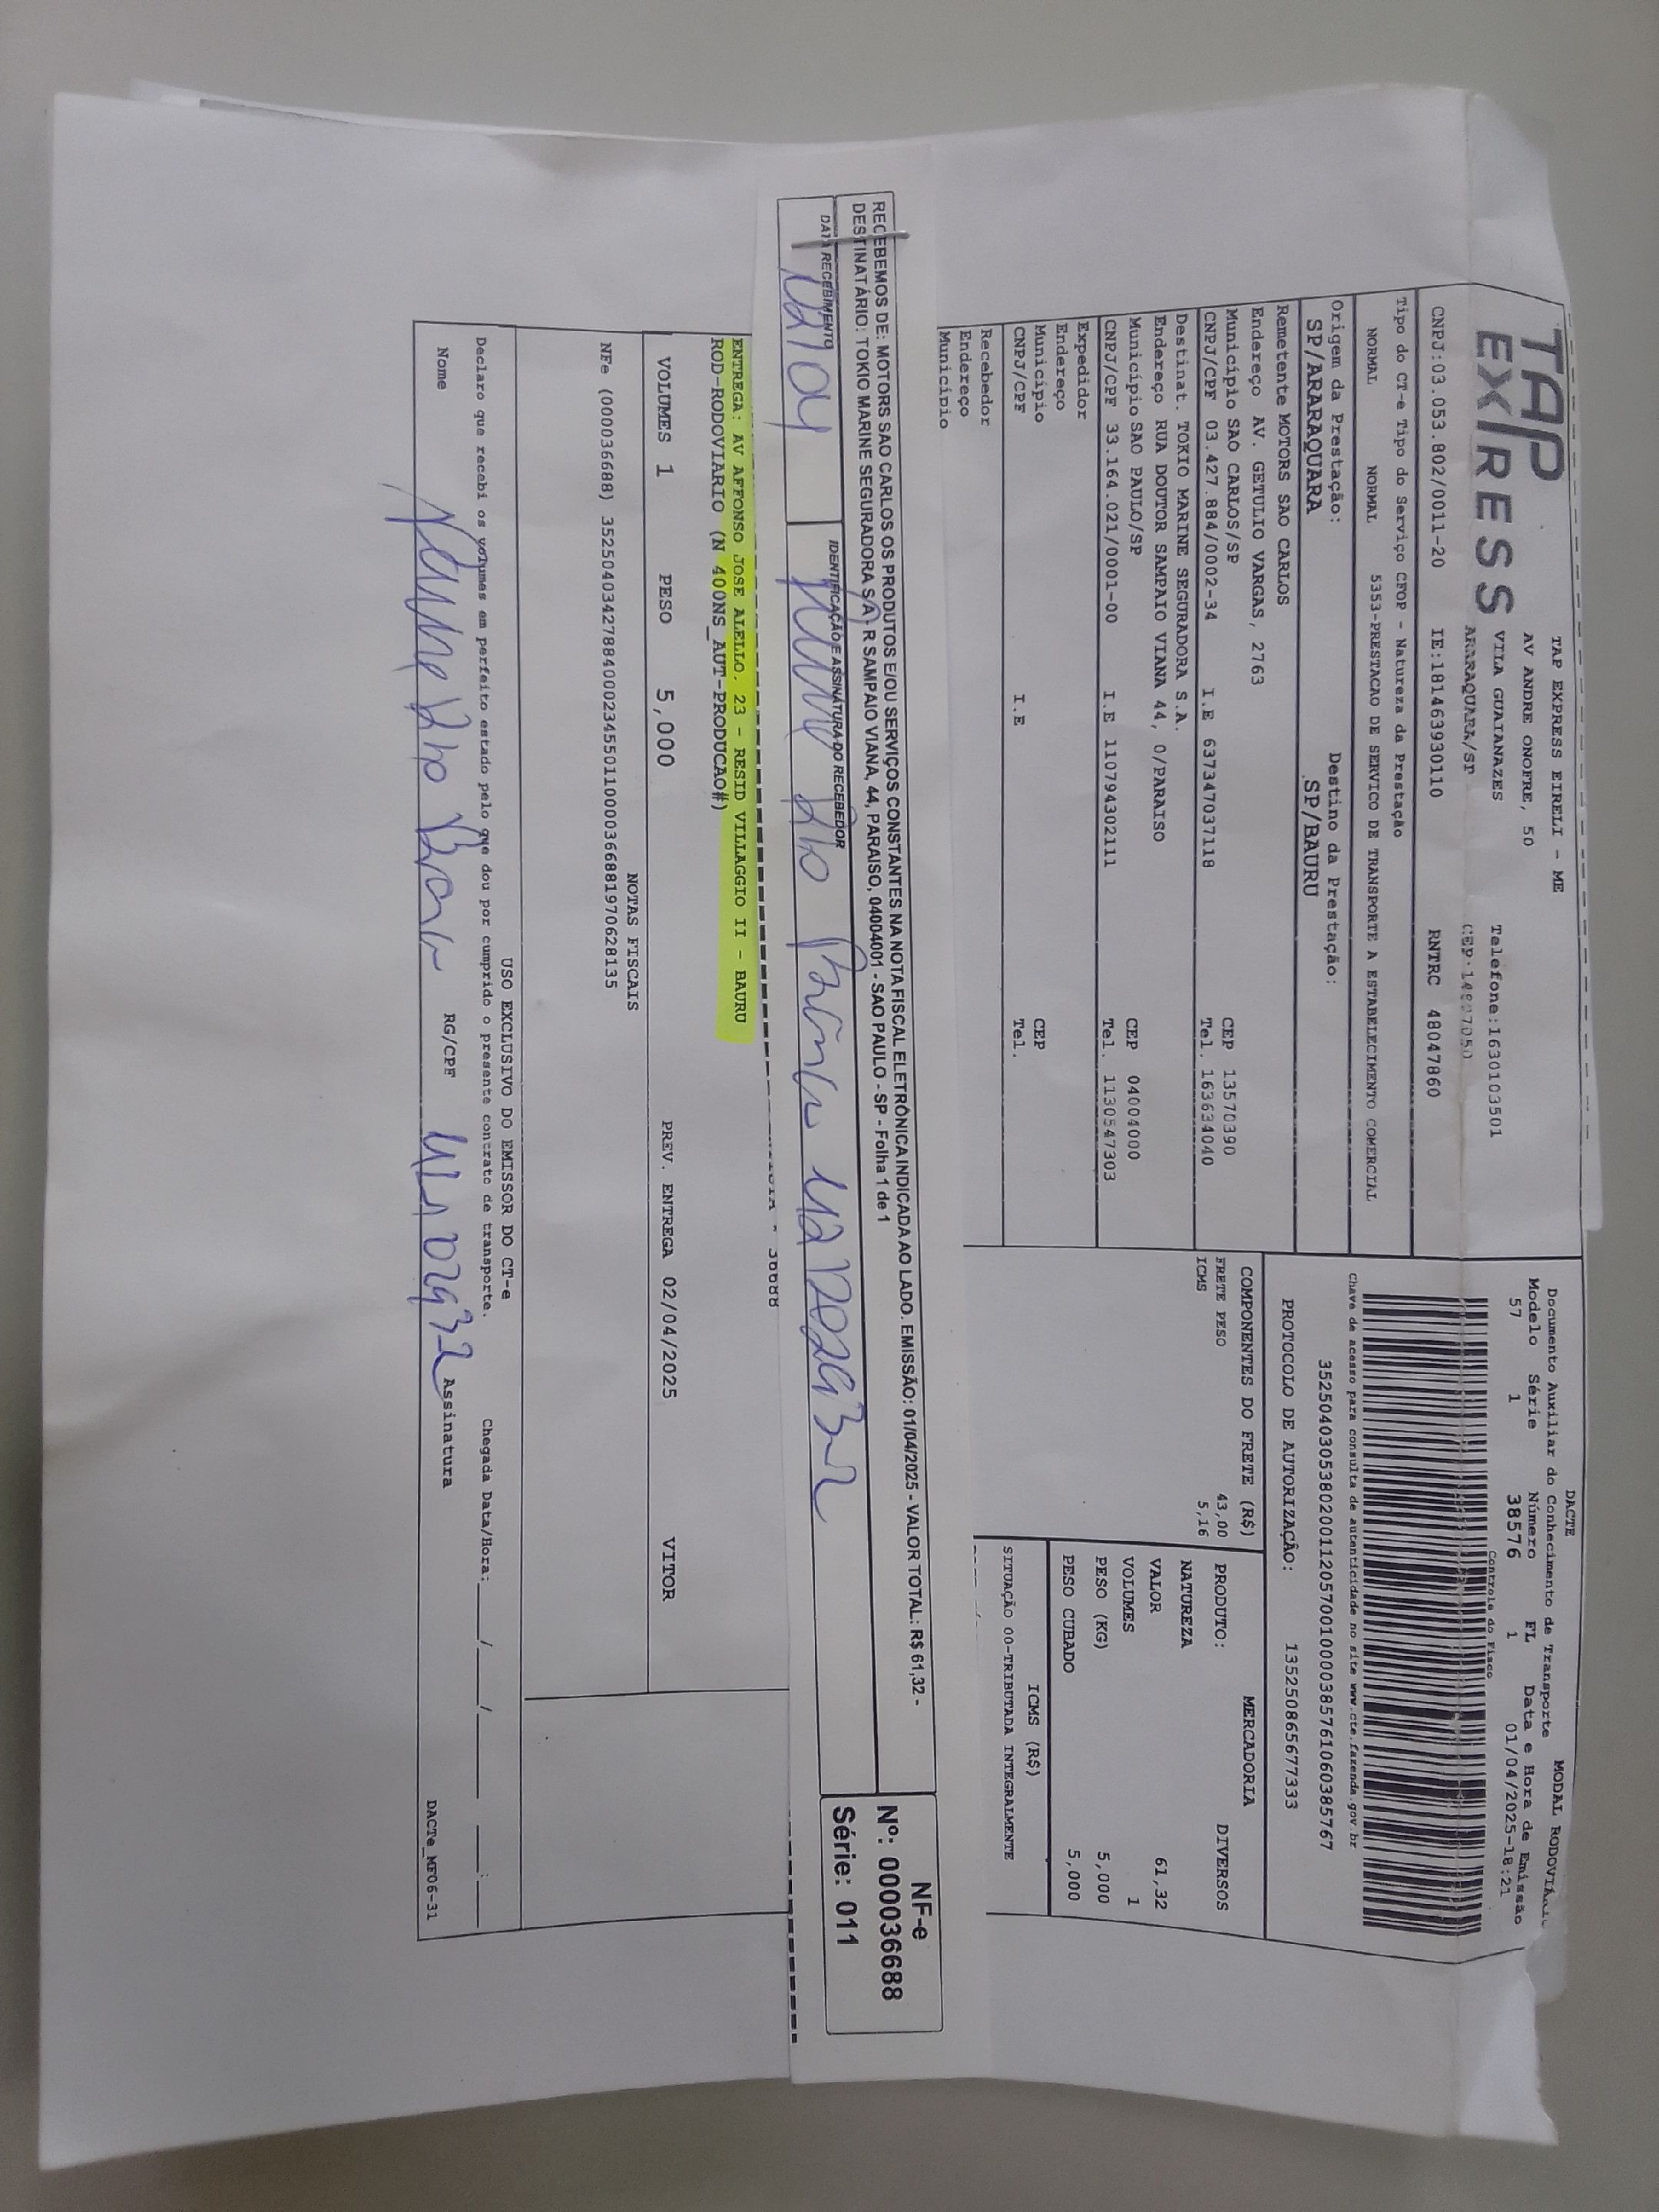 TAP
EXPRESS
TAP EXPRESS EIRELI - ME
AV ANDRE ONOFRE, 50
VILA GUAIANAZES Telefone:1630103501
ARARAQUARA/SP
CNPJ:03.053.802/0011-20 IE:181463930110 RNTRC 48047860
Tipo do CT-e Tipo do Serviço CFOP - Natureza da Prestação
NORMAL NORMAL 5353-PRESTACAO DE SERVICO DE TRANSPORTE A ESTABELECIMENTO COMERCIAL
Origem da Prestação: Destino da Prestação:
SP/ARARAQUARA SP/BAURU
Remetente MOTORS SAO CARLOS
Endereço AV. GETULIO VARGAS, 2763
Município SAO CARLOS/SP CEP 13570390
CNPJ/CPF 03.427.884/0002-34 I.E 637347037118 Tel. 163634040
Destinat. TOKIO MARINE SEGURADORA S.A.
Endereço RUA DOUTOR SAMPAIO VIANA 44, 0/PARAISO
Município SAO PAULO/SP CEP 04004000
CNPJ/CPF 33.164.021/0001-00 I.E 110794302111 Tel. 1130547303
Expedidor
Endereço
Município CEP
CNPJ/CPF I.E Tel.
Recebedor
Endereço
Município
DACTE
Documento Auxiliar do Conhecimento de Transporte MODAL
Modelo Série Número FL Data e Hora de Emissão
57 1 38576 1 01/04/2025-18:21
Controle do Fisco
Chave de acesso para consulta de autenticidade no site www.cte.fazenda.gov.br
35250403053802001120570010000385761060385767
PROTOCOLO DE AUTORIZAÇÃO: 135250865677333
COMPONENTES DO FRETE (R$)
FRETE PESO 43,00
ICMS 5,16
MERCADORIA
PRODUTO: DIVERSOS
NATUREZA
VALOR 61,32
VOLUMES 1
PESO (KG) 5,000
PESO CUBADO 5,000
ICMS (R$)
SITUAÇÃO 00-TRIBUTADA INTEGRALMENTE
RECEBEMOS DE: MOTORS SAO CARLOS OS PRODUTOS E/OU SERVIÇOS CONSTANTES NA NOTA FISCAL ELETRÔNICA INDICADA AO LADO. EMISSÃO: 01/04/2025 - VALOR TOTAL: R$ 61,32 -
DESTINATÁRIO: TOKIO MARINE SEGURADORA S/A - R SAMPAIO VIANA, 44, PARAISO, 04004001 - SAO PAULO - SP - Folha 1 de 1
DATA RECEBIMENTO IDENTIFICAÇÃO E ASSINATURA DO RECEBEDOR
NF-e
Nº: 000036688
Série: 011
36688
ENTREGA: AV AFFONSO JOSE ALELLO. 23 - RESID VILLAGGIO II - BAURU
ROD-RODOVIARIO (N 400NS_AUT-PRODUCAO#)
VOLUMES 1 PESO 5,000 PREV. ENTREGA 02/04/2025 VITOR
NOTAS FISCAIS
NFe (000036688) 35250403427884000234550110000366881970628135
USO EXCLUSIVO DO EMISSOR DO CT-e
Declaro que recebi os volumes em perfeito estado pelo que dou por cumprido o presente contrato de transporte. Chegada Data/Hora:___/___/_____ ___:___
Nome RG/CPF Assinatura
DACTe_MF06-31